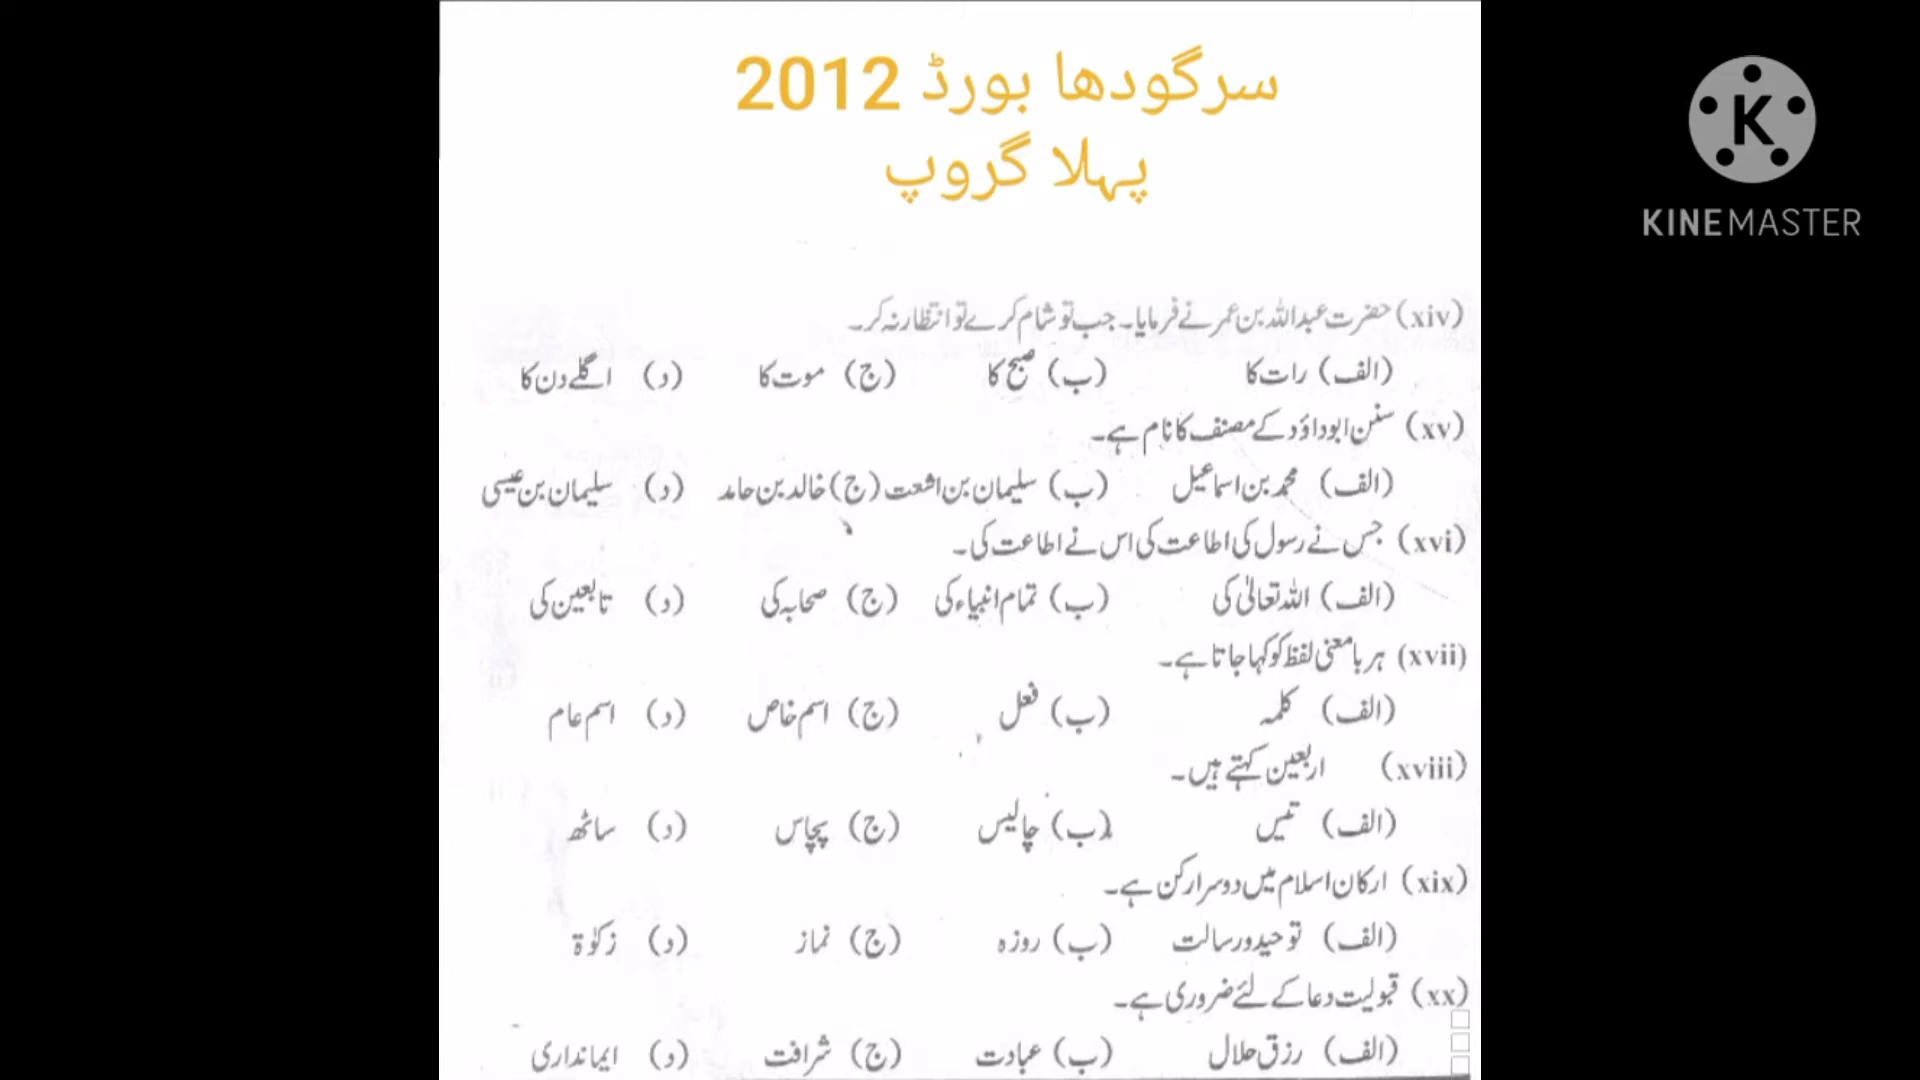 سرگودھا بورڈ 2012
پہلا گروپ
KINEMASTER
(xiv) حضرت عبداللہ بن عمر نے فرمایا۔ جب تو شام کرے تو انتظار نہ کر۔
(الف) رات کا (ب) صبح کا (ج) موت کا (د) اگلے دن کا
(xv) سنن ابوداؤد کے مصنف کا نام ہے۔
(الف) محمد بن اسماعیل (ب) سلیمان بن اشعت (ج) خالد بن حامد (د) سلیمان بن عیسی
(xvi) جس نے رسول کی اطاعت کی اس نے اطاعت کی۔
(الف) اللہ تعالیٰ کی (ب) تمام انبیاء کی (ج) صحابہ کی (د) تابعین کی
(xvii) ہر بامعنی لفظ کو کہا جاتا ہے۔
(الف) کلمہ (ب) فعل (ج) اسم خاص (د) اسم عام
(xviii) اربعین کہتے ہیں۔
(الف) تیس (ب) چالیس (ج) پچاس (د) ساٹھ
(xix) ارکان اسلام میں دوسرا رکن ہے۔
(الف) توحید و رسالت (ب) روزہ (ج) نماز (د) زکوٰۃ
(xx) قبولیت دعا کے لئے ضروری ہے۔
(الف) رزق حلال (ب) عبادت (ج) شرافت (د) ایمانداری